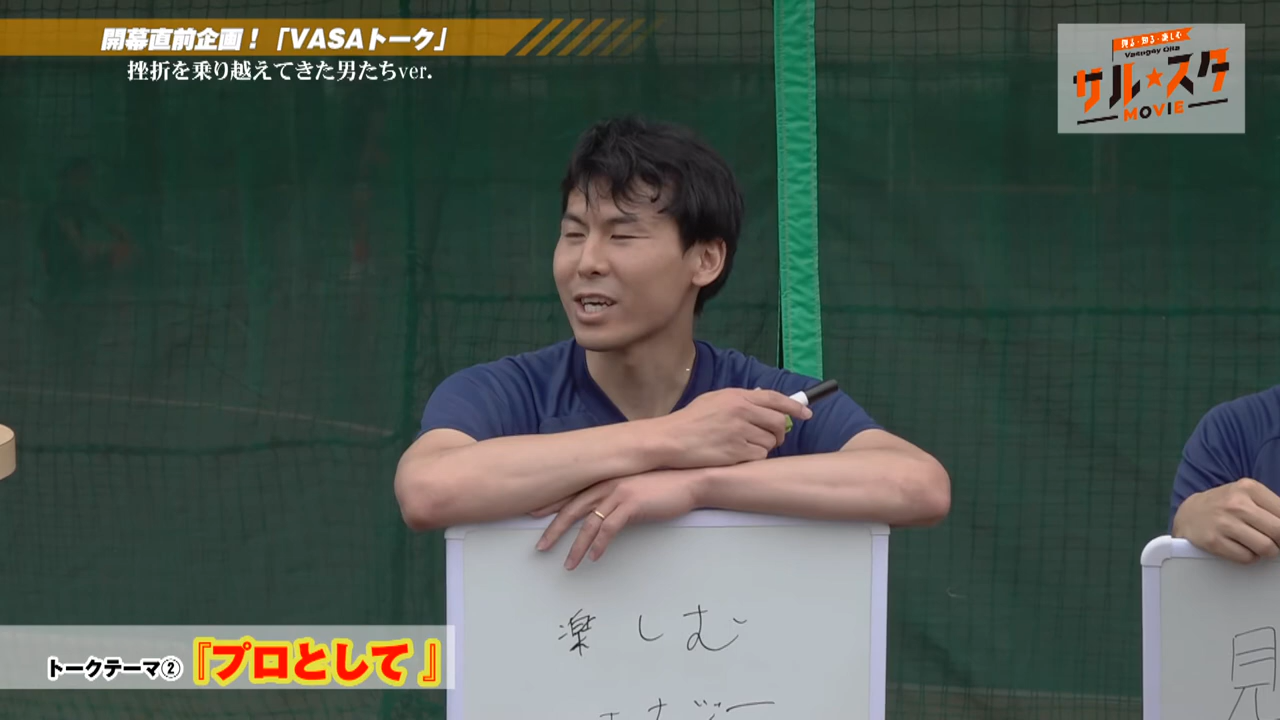 開幕直前企画！「VASAトーク」
挫折を乗り越えてきた男たちver.
観る・知る・楽しむ
Vasagey Oita
サル★スタ
MOVIE
楽しむ
トークテーマ②『プロとして』
見